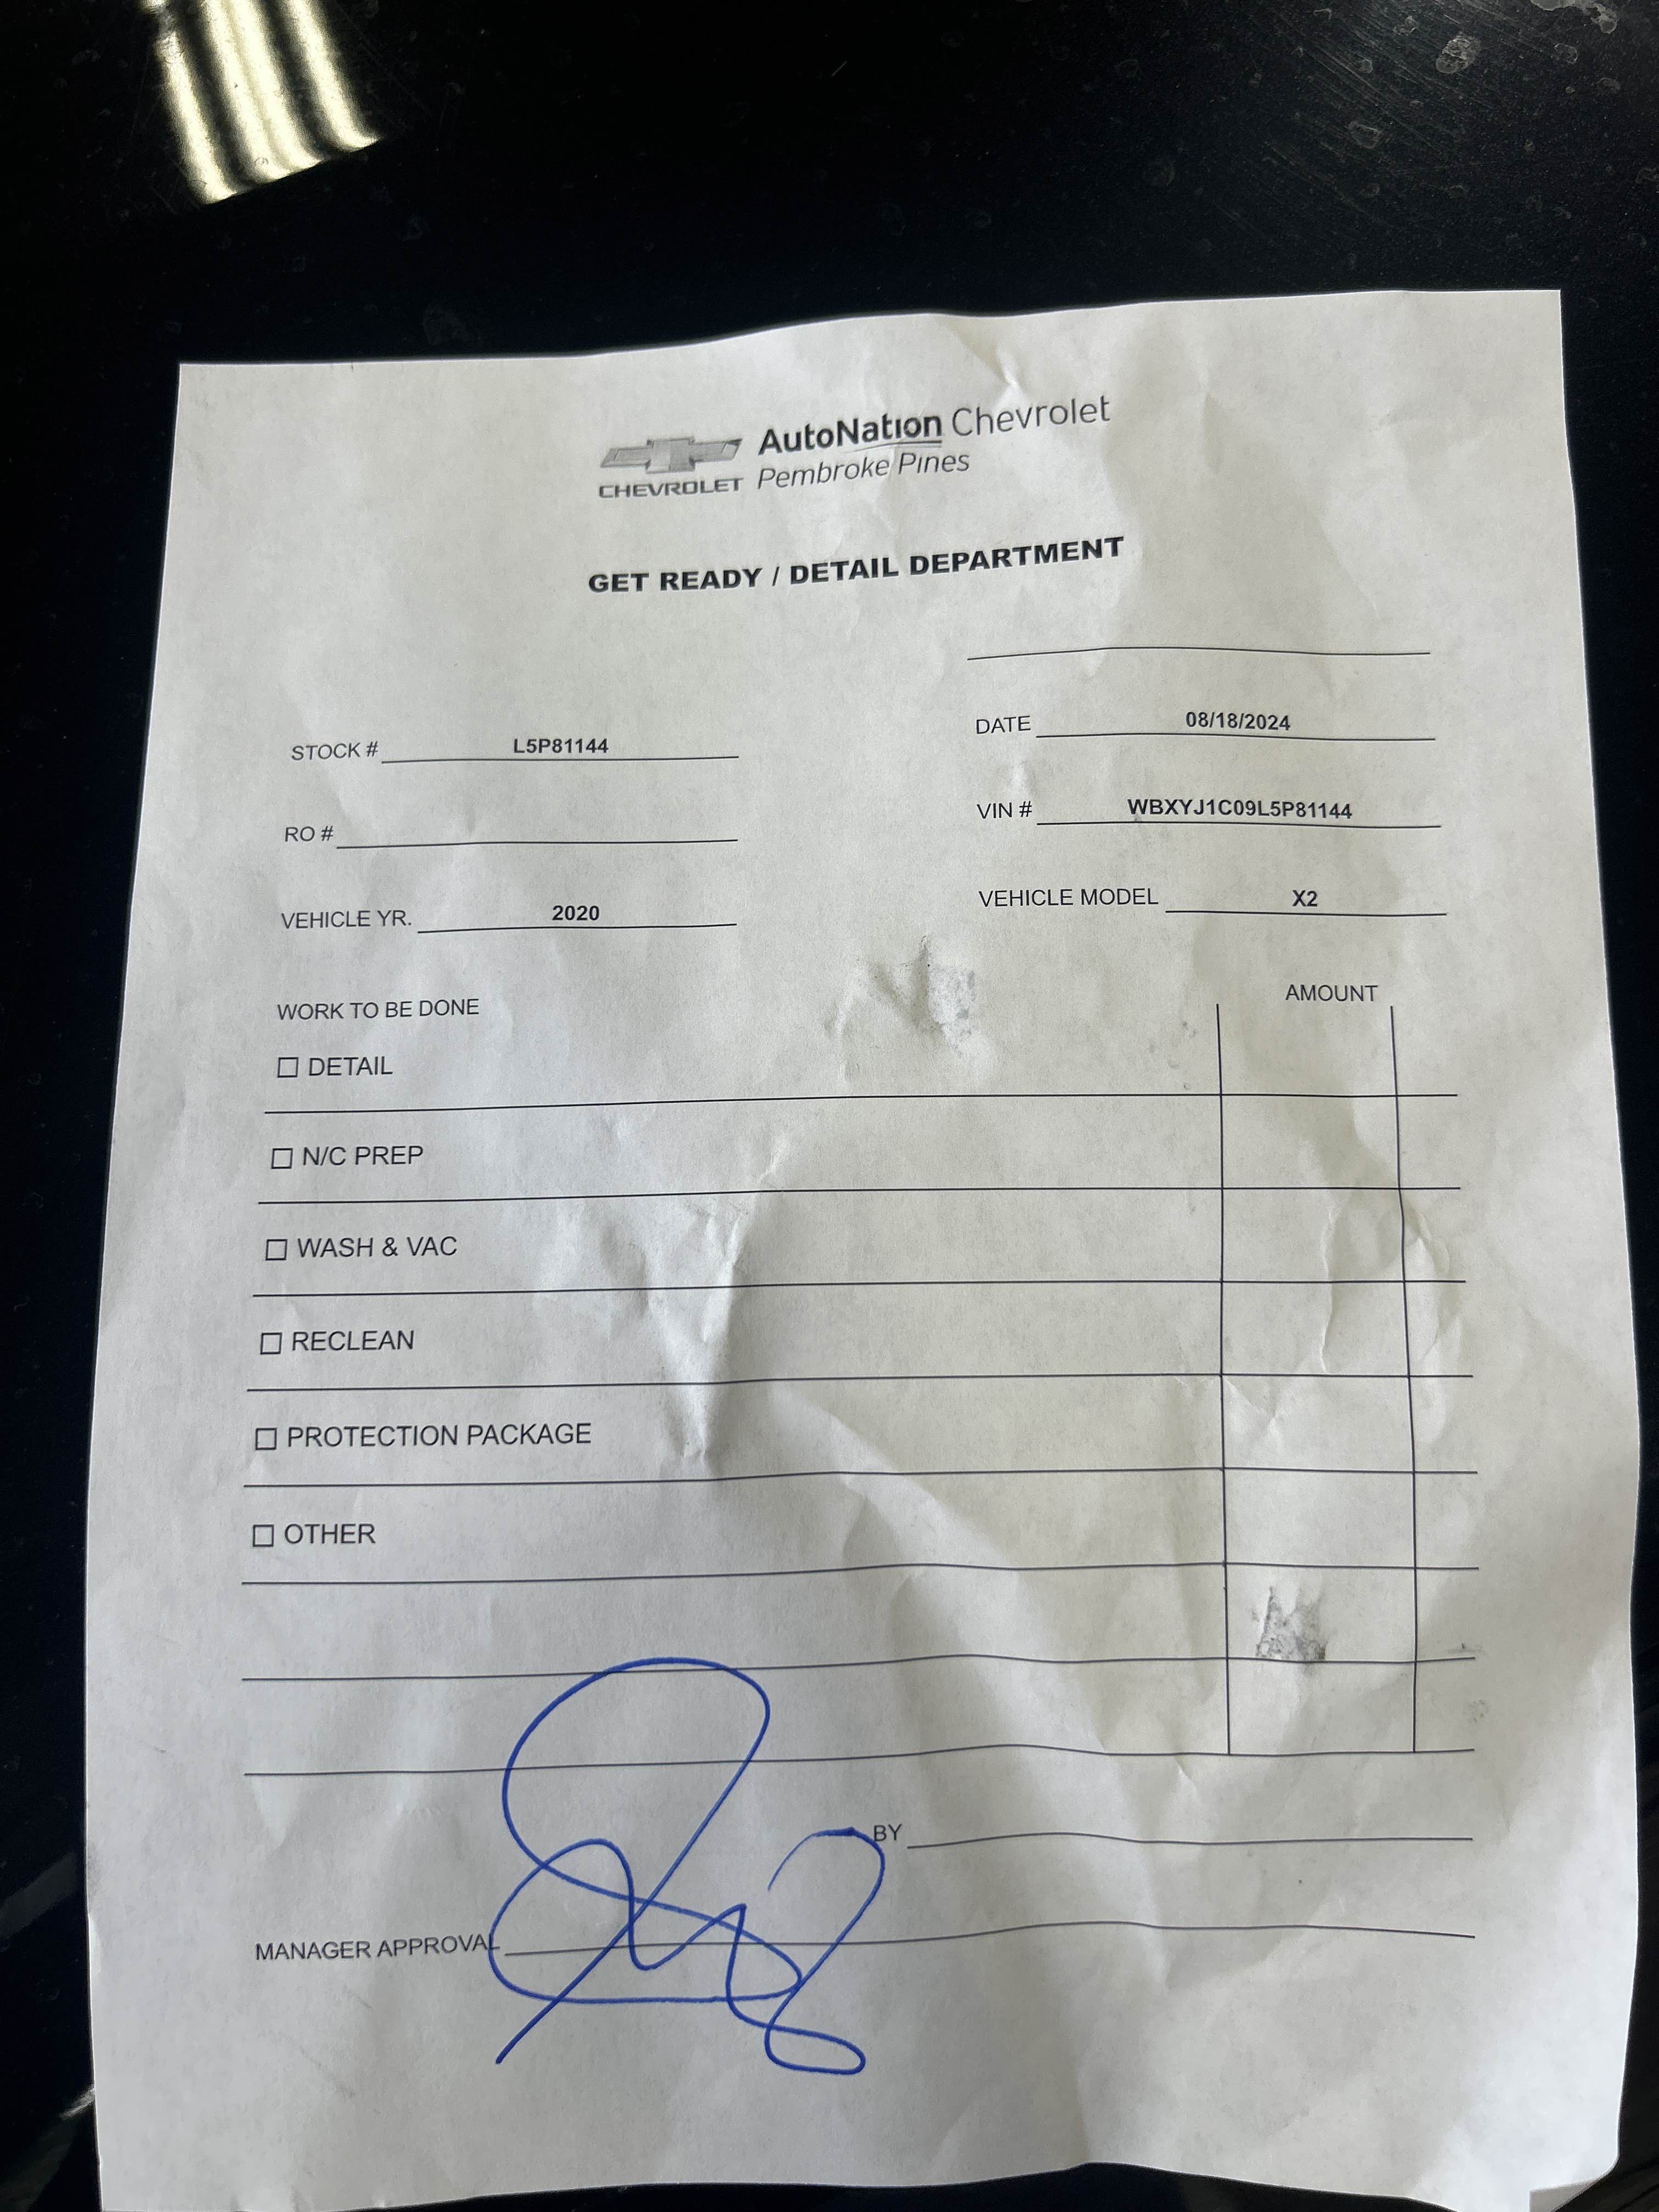 AutoNation Chevrolet
CHEVROLET Pembroke Pines
GET READY / DETAIL DEPARTMENT
DATE 08/18/2024
STOCK # L5P81144
VIN # WBXYJ1C09L5P81144
RO #
VEHICLE MODEL X2
VEHICLE YR. 2020
AMOUNT
WORK TO BE DONE
DETAIL
N/C PREP
WASH & VAC
RECLEAN
PROTECTION PACKAGE
OTHER
BY
MANAGER APPROVAL